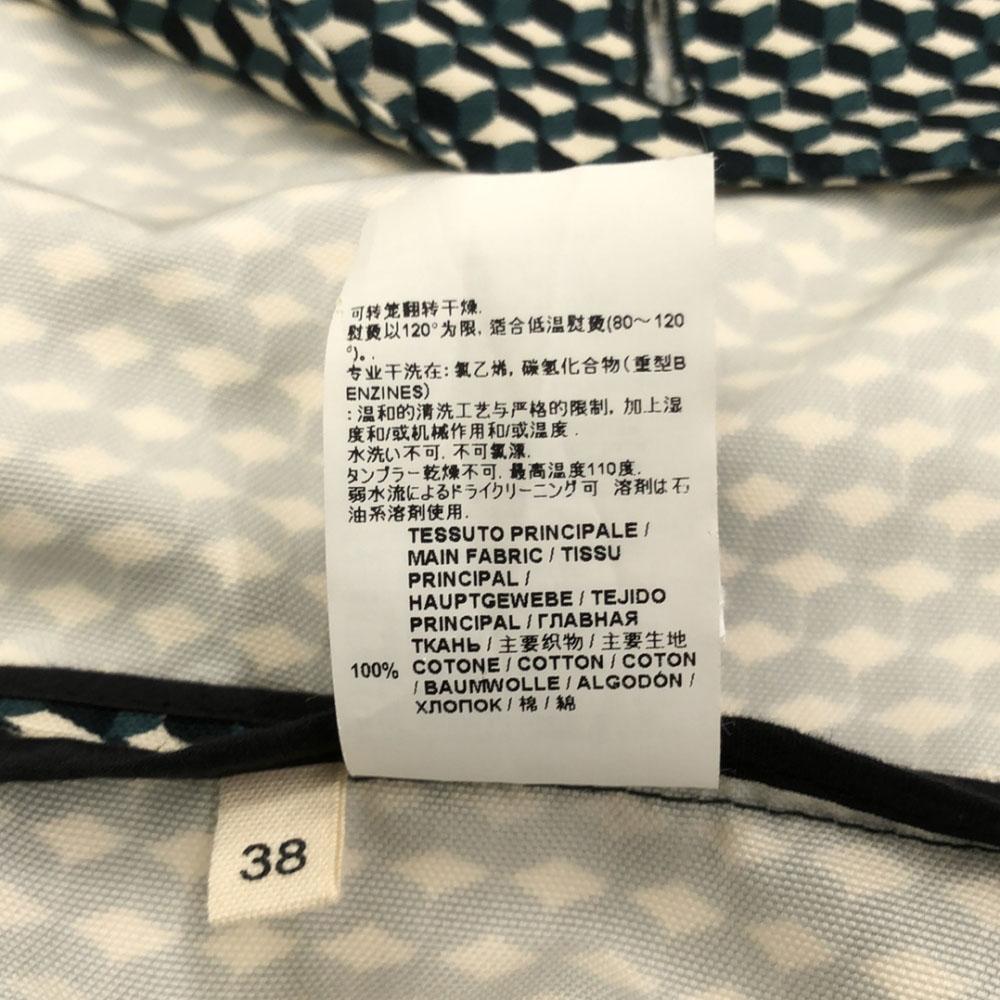 可转笼翻转干燥.
熨烫以120°为限, 适合低温熨烫(80～120
°)。.
专业干洗在: 氯乙烯, 碳氢化合物(重型B
ENZINES)
: 温和的清洗工艺与严格的限制, 加上湿
度和/或机械作用和/或温度 .
水洗い不可. 不可氯漂.
タンブラー乾燥不可. 最高温度110度.
弱水流によるドライクリーニング可 溶剤は石
油系溶剤使用.
TESSUTO PRINCIPALE /
MAIN FABRIC / TISSU
PRINCIPAL /
HAUPTGEWEBE / TEJIDO
PRINCIPAL / ГЛАВНАЯ
ТКАНЬ / 主要织物 / 主要生地
100% COTONE / COTTON / COTON
/ BAUMWOLLE / ALGODÓN /
ХЛОПОК / 棉 / 綿
38